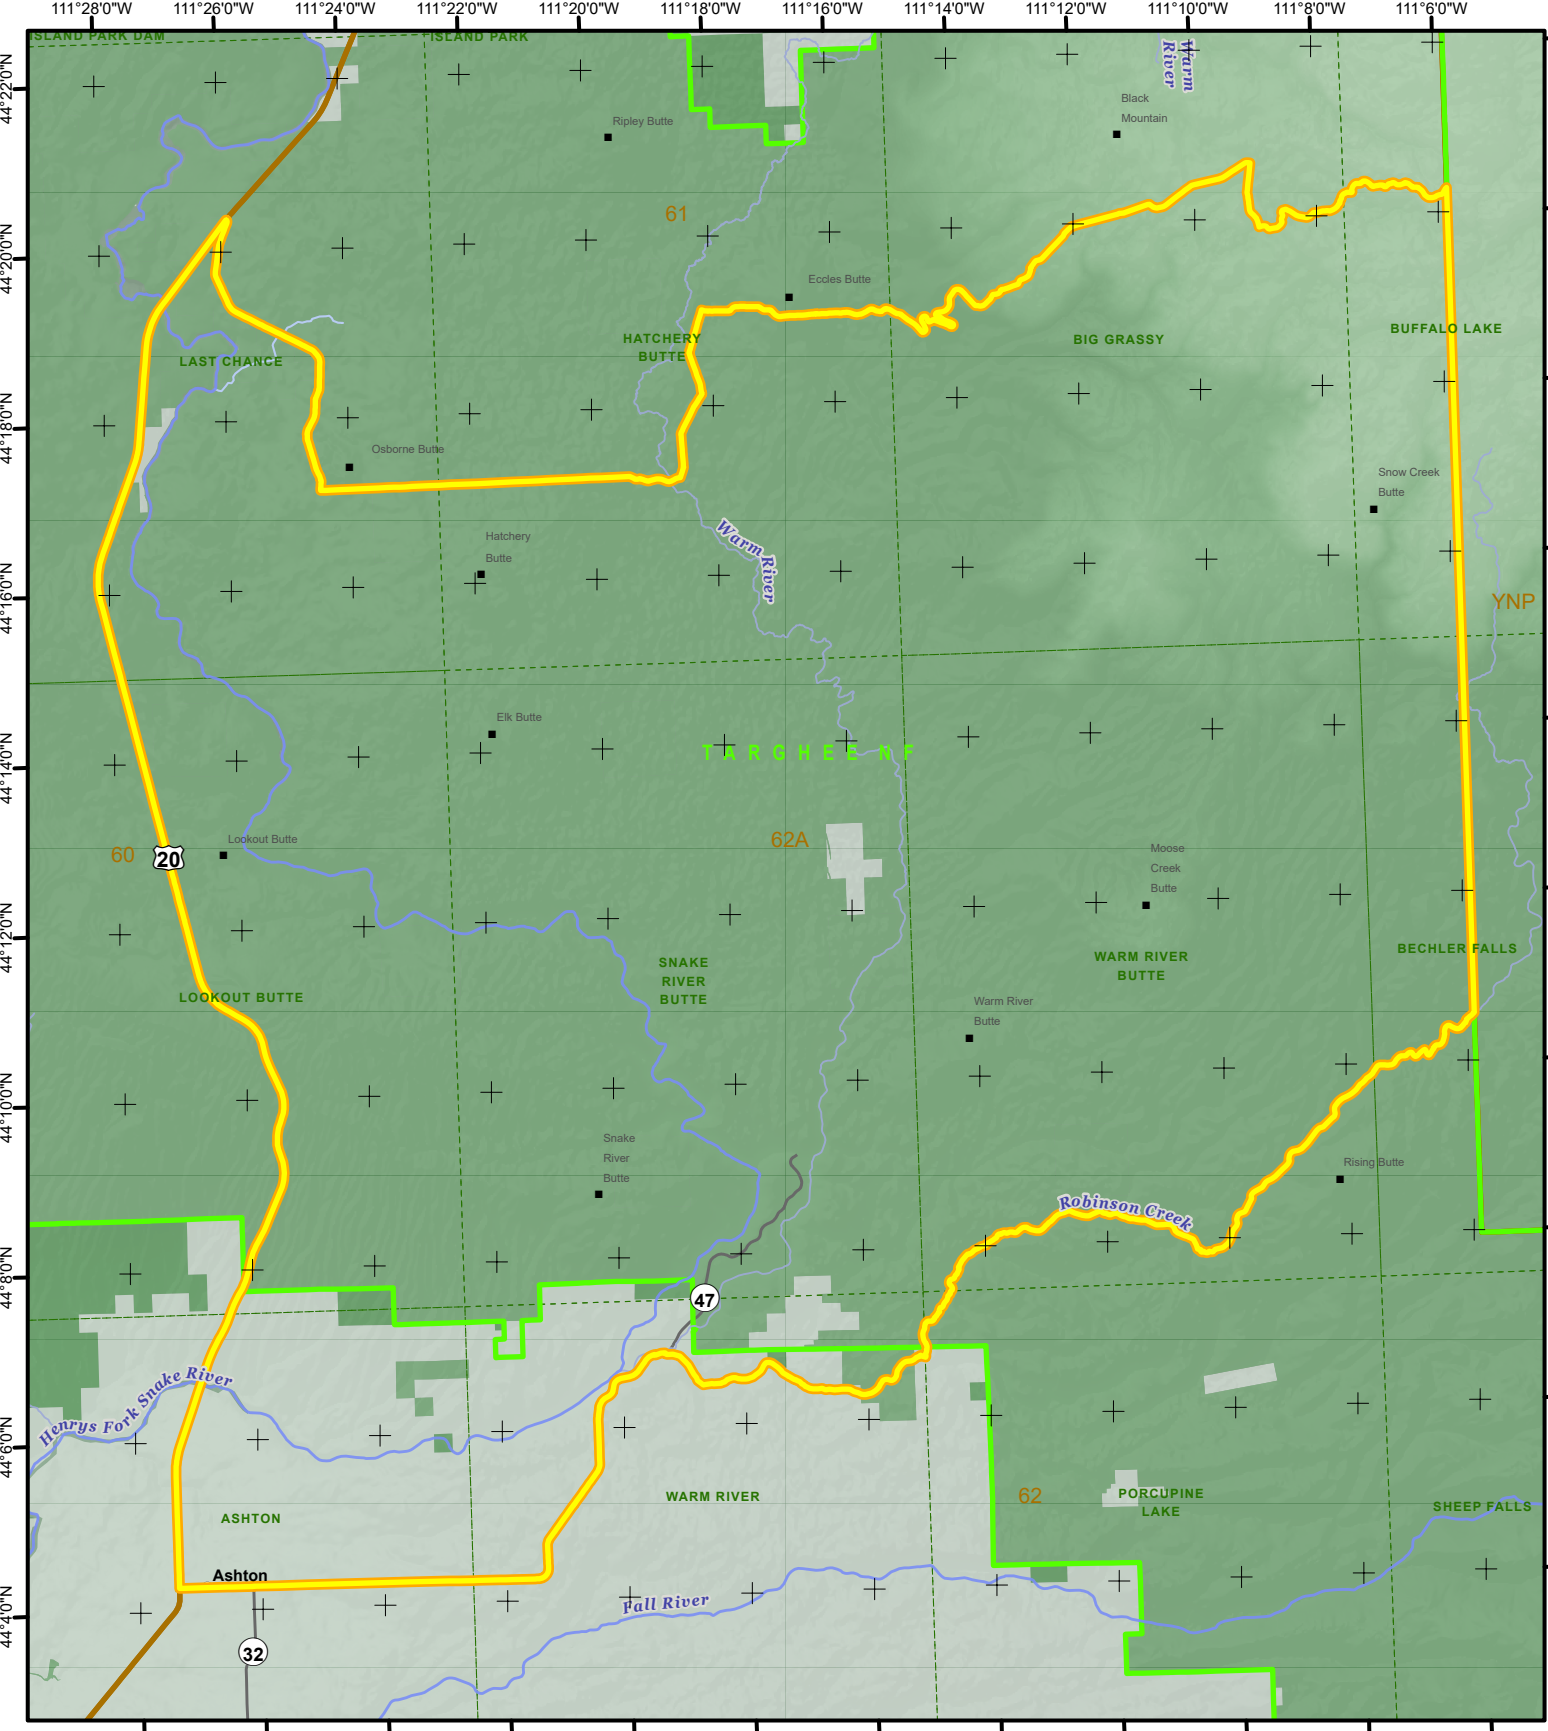 111°28'0"W
111°26'0"W
111°24'0"W
111°22'0"W
111°20'0"W
111°18'0"W
111°16'0"W
111°14'0"W
111°12'0"W
111°10'0"W
111°8'0"W
111°6'0"W
ISLAND PARK DAM
ISLAND PARK
Warm
River
44°22'0"N
Black
Mountain
Ripley Butte
61
44°20'0"N
Eccles Butte
BUFFALO LAKE
HATCHERY
BUTTE
BIG GRASSY
LAST CHANCE
44°18'0"N
Osborne Butte
Snow Creek
Butte
Hatchery
Butte
Warm River
44°16'0"N
YNP
Elk Butte
TARGHEE NF
44°14'0"N
Lookout Butte
62A
60
20
Moose
Creek
Butte
44°12'0"N
BECHLER FALLS
SNAKE
RIVER
BUTTE
WARM RIVER
BUTTE
LOOKOUT BUTTE
Warm River
Butte
44°10'0"N
Snake
River
Butte
Rising Butte
Robinson Creek
44°8'0"N
47
Henrys Fork Snake River
44°6'0"N
WARM RIVER
62
PORCUPINE
LAKE
SHEEP FALLS
ASHTON
Ashton
44°4'0"N
Fall River
32